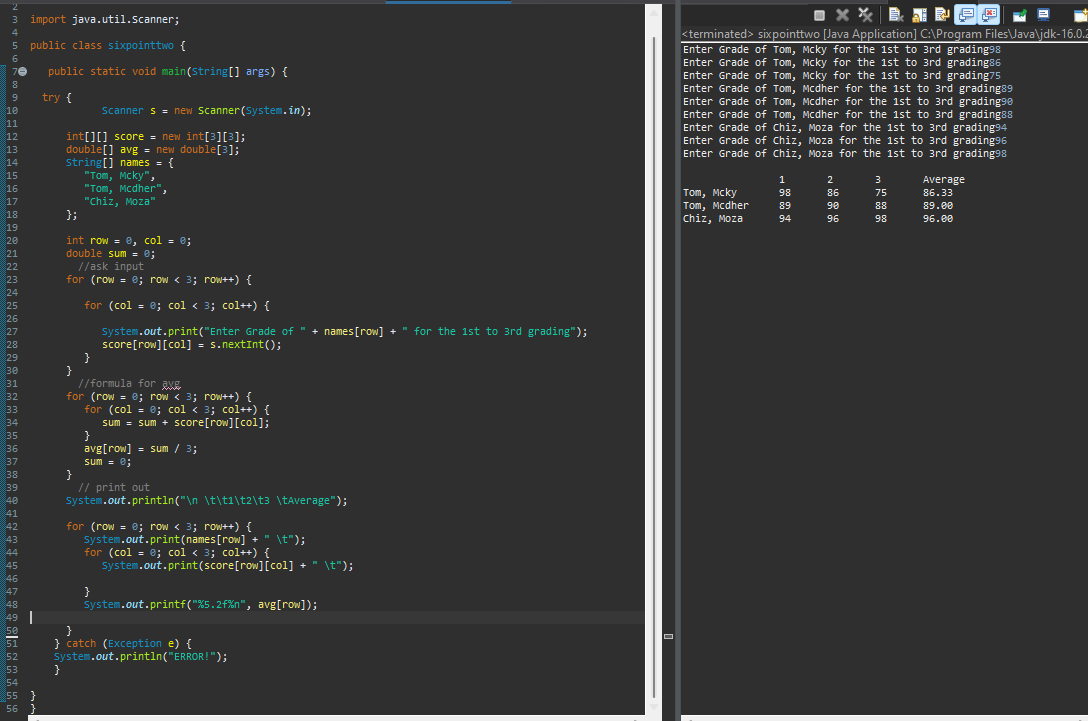 2
3 import java.util.Scanner;
4
5 public class sixpointtwo {
6
7 public static void main(String[] args) {
8
9 try {
10 Scanner s = new Scanner(System.in);
11
12 int[][] score = new int[3][3];
13 double[] avg = new double[3];
14 String[] names = {
15 "Tom, Mcky",
16 "Tom, Mcdher",
17 "Chiz, Moza"
18 };
19
20 int row = 0, col = 0;
21 double sum = 0;
22 //ask input
23 for (row = 0; row < 3; row++) {
24
25 for (col = 0; col < 3; col++) {
26
27 System.out.print("Enter Grade of " + names[row] + " for the 1st to 3rd grading");
28 score[row][col] = s.nextInt();
29 }
30 }
31 //formula for avg
32 for (row = 0; row < 3; row++) {
33 for (col = 0; col < 3; col++) {
34 sum = sum + score[row][col];
35 }
36 avg[row] = sum / 3;
37 sum = 0;
38 }
39 // print out
40 System.out.println("\n \t\t1\t2\t3 \tAverage");
41
42 for (row = 0; row < 3; row++) {
43 System.out.print(names[row] + " \t");
44 for (col = 0; col < 3; col++) {
45 System.out.print(score[row][col] + " \t");
46
47 }
48 System.out.printf("%5.2f%n", avg[row]);
49
50 }
51 } catch (Exception e) {
52 System.out.println("ERROR!");
53 }
54
55 }
56 }
<terminated> sixpointtwo [Java Application] C:\Program Files\Java\jdk-16.0.2
Enter Grade of Tom, Mcky for the 1st to 3rd grading98
Enter Grade of Tom, Mcky for the 1st to 3rd grading86
Enter Grade of Tom, Mcky for the 1st to 3rd grading75
Enter Grade of Tom, Mcdher for the 1st to 3rd grading89
Enter Grade of Tom, Mcdher for the 1st to 3rd grading90
Enter Grade of Tom, Mcdher for the 1st to 3rd grading88
Enter Grade of Chiz, Moza for the 1st to 3rd grading94
Enter Grade of Chiz, Moza for the 1st to 3rd grading96
Enter Grade of Chiz, Moza for the 1st to 3rd grading98
1 2 3 Average
Tom, Mcky 98 86 75 86.33
Tom, Mcdher 89 90 88 89.00
Chiz, Moza 94 96 98 96.00